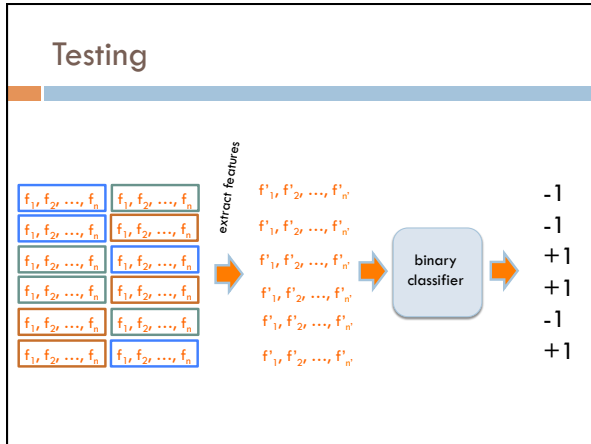 Testing
extract features
f₁, f₂, …, fₙ f₁, f₂, …, fₙ f'₁, f'₂, …, f'ₙ' -1
f₁, f₂, …, fₙ f₁, f₂, …, fₙ f'₁, f'₂, …, f'ₙ' -1
f₁, f₂, …, fₙ f₁, f₂, …, fₙ f'₁, f'₂, …, f'ₙ' binary +1
f₁, f₂, …, fₙ f₁, f₂, …, fₙ f'₁, f'₂, …, f'ₙ' classifier +1
f₁, f₂, …, fₙ f₁, f₂, …, fₙ f'₁, f'₂, …, f'ₙ' -1
f₁, f₂, …, fₙ f₁, f₂, …, fₙ f'₁, f'₂, …, f'ₙ' +1